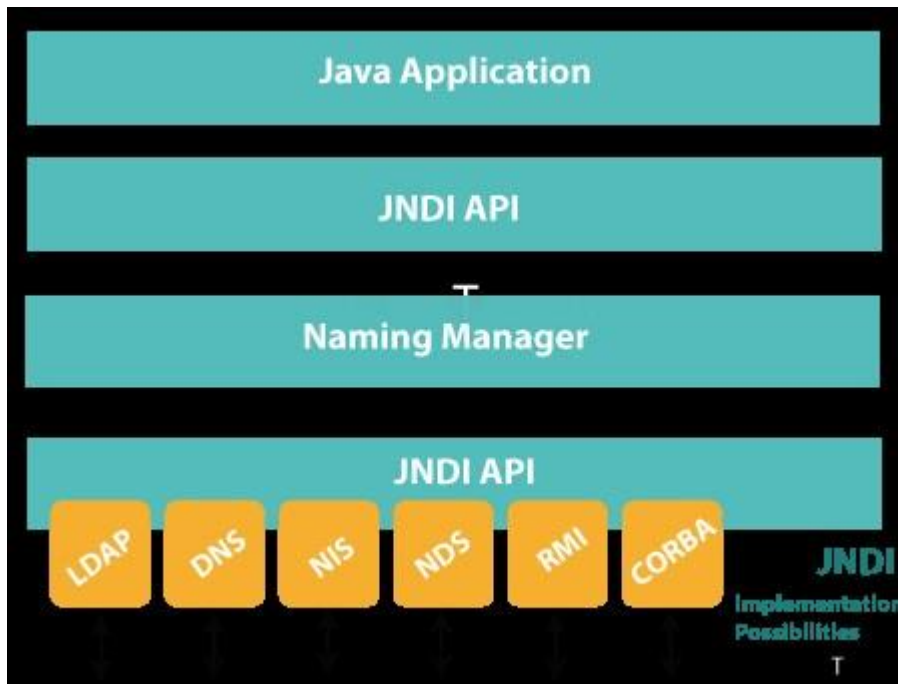 Java Application
JNDI API
Naming Manager
JNDI API
LDAP
DNS
NIS
NDS
RMI
CORBA
JNDI
Implementation
Possibilities